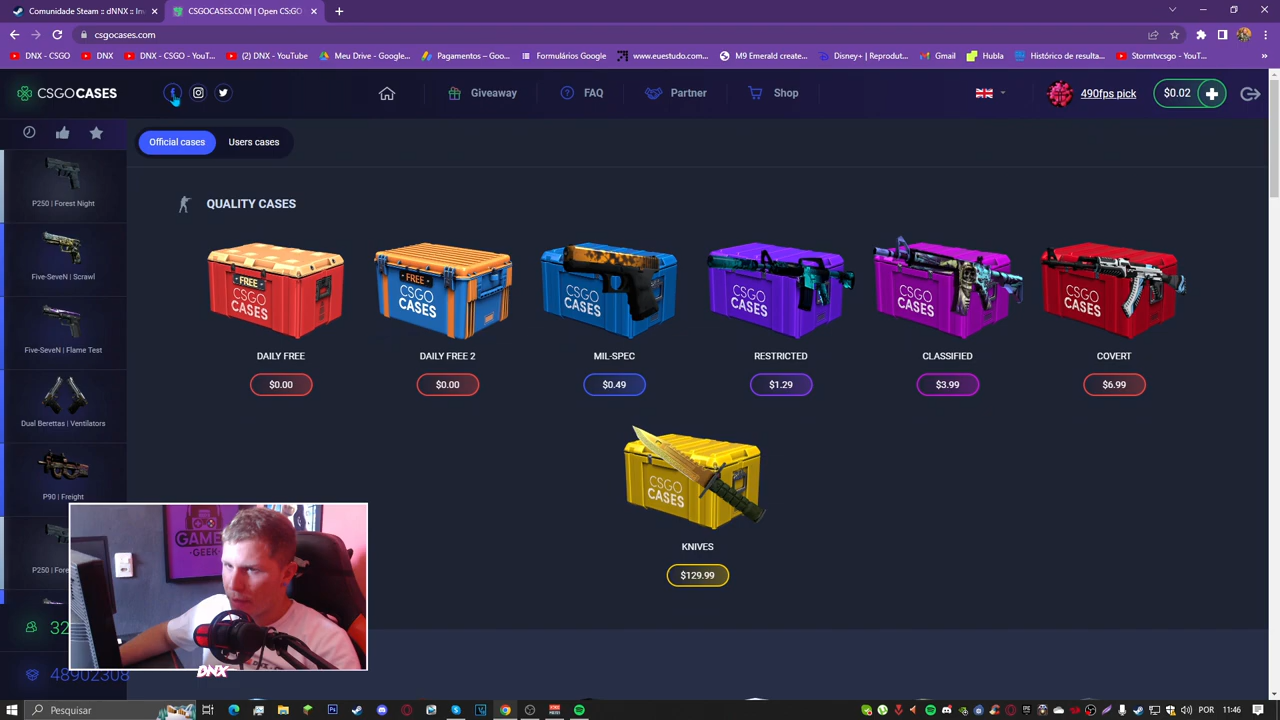 Comunidade Steam :: dNNX :: In
CSGOCASES.COM | Open CS:G
csgocases.com
DNX - CSGO
DNX
DNX - CSGO - YouT...
(2) DNX - YouTube
Meu Drive - Google...
Pagamentos – Goo...
Formulários Google
www.euestudo.com...
M9 Emerald create...
Disney+ | Reprodut...
Gmail
Hubla
Histórico de resulta...
Stormtvcsgo - YouT...
CSGOCASES
Giveaway
FAQ
Partner
Shop
490fps pick
$0.02
Official cases
Users cases
QUALITY CASES
P250 | Forest Night
Five-SeveN | Scrawl
Five-SeveN | Flame Test
Dual Berettas | Ventilators
P90 | Freight
P250 | Fore
FREE
CSGO
CASES
FREE
CSGO
CASES
CSGO
CASES
CSGO
CASES
CSGO
CASES
CSGO
CASES
DAILY FREE
DAILY FREE 2
MIL-SPEC
RESTRICTED
CLASSIFIED
COVERT
$0.00
$0.00
$0.49
$1.29
$3.99
$6.99
CSGO
CASES
KNIVES
$129.99
GAME
GEEK
32
48902308
DNX
Pesquisar
POR
11:46